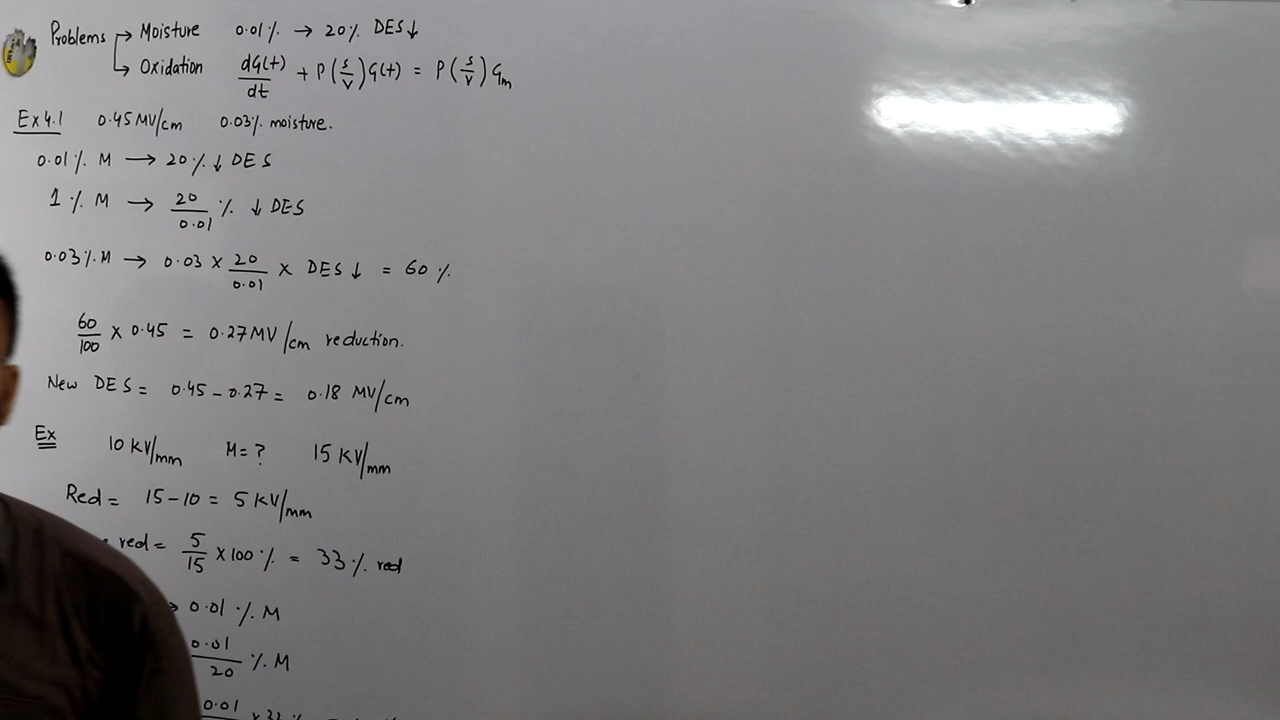 Problems → Moisture 0.01% → 20% DES↓
↳ Oxidation dG(t)/dt + P(s/v)G(t) = P(s/v)Gm
Ex 4.1 0.45 MV/cm 0.03% moisture.
0.01% M → 20% ↓ DES
1% M → 20/0.01 % ↓ DES
0.03% M → 0.03 × 20/0.01 × DES↓ = 60%
60/100 × 0.45 = 0.27 MV/cm reduction.
New DES = 0.45 - 0.27 = 0.18 MV/cm
Ex 10 kV/mm M = ? 15 kV/mm
Red = 15 - 10 = 5 kV/mm
red = 5/15 × 100% = 33% red
→ 0.01% M
0.01/20 % M
0.01